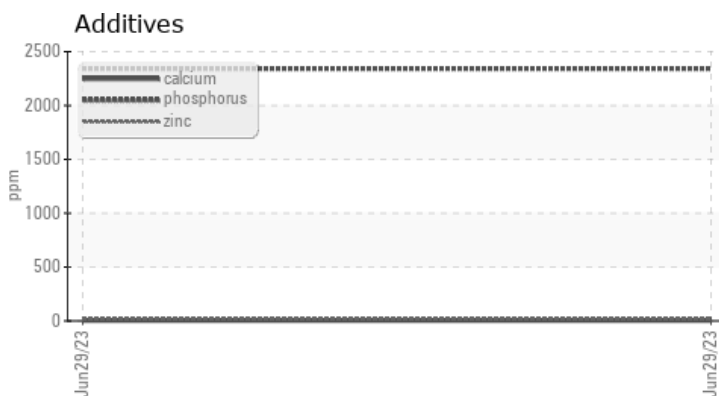 Additives
2500
2000
1500
1000
500
0
ppm
calcium
phosphorus
zinc
Jun29/23
Jun29/23